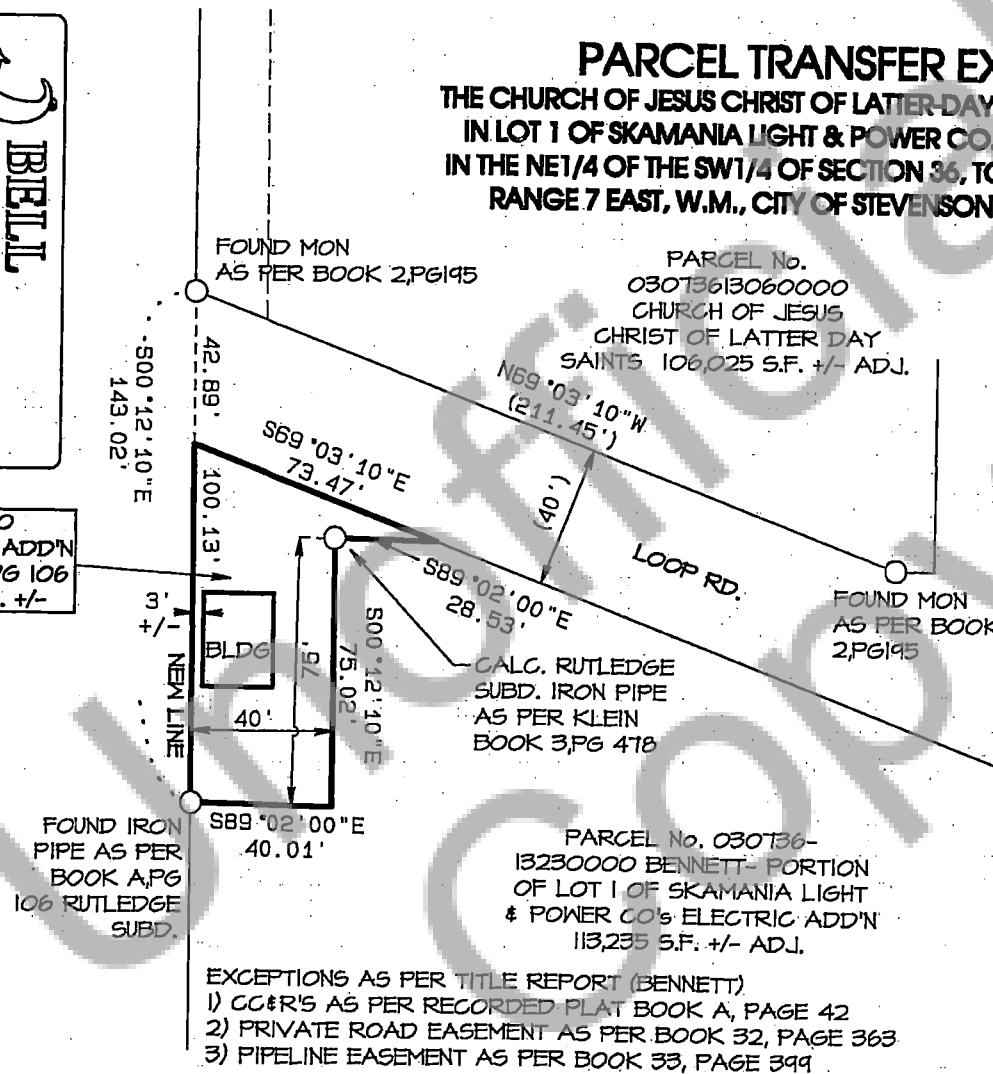 BELL
PARCEL TRANSFER EX
THE CHURCH OF JESUS CHRIST OF LATTER-DAY
IN LOT 1 OF SKAMANIA LIGHT & POWER CO.
IN THE NE1/4 OF THE SW1/4 OF SECTION 36, TO
RANGE 7 EAST, W.M., CITY OF STEVENSON
FOUND MON
AS PER BOOK 2,PG195
PARCEL No.
03073613060000
CHURCH OF JESUS
CHRIST OF LATTER DAY
SAINTS 106,025 S.F. +/- ADJ.
42.89'
S00°12'10"E
143.02'
N69°03'10"W
(211.45')
S69°03'10"E
73.47'
100.13'
(40')
LOOP RD.
ADD'N
PG 106
. +/-
S89°02'00"E
28.53'
FOUND MON
AS PER BOOK
2,PG195
3'
+/-
BLDG
NEW LINE
76'
75.02'
S00°12'10"E
40'
CALC. RUTLEDGE
SUBD. IRON PIPE
AS PER KLEIN
BOOK 3,PG 478
S89°02'00"E
40.01'
FOUND IRON
PIPE AS PER
BOOK A,PG
106 RUTLEDGE
SUBD.
PARCEL No. 030736-
13230000 BENNETT- PORTION
OF LOT 1 OF SKAMANIA LIGHT
& POWER CO's ELECTRIC ADD'N
113,235 S.F. +/- ADJ.
EXCEPTIONS AS PER TITLE REPORT (BENNETT)
1) CC&R'S AS PER RECORDED PLAT BOOK A, PAGE 42
2) PRIVATE ROAD EASEMENT AS PER BOOK 32, PAGE 363
3) PIPELINE EASEMENT AS PER BOOK 33, PAGE 399
Unofficial
Cop